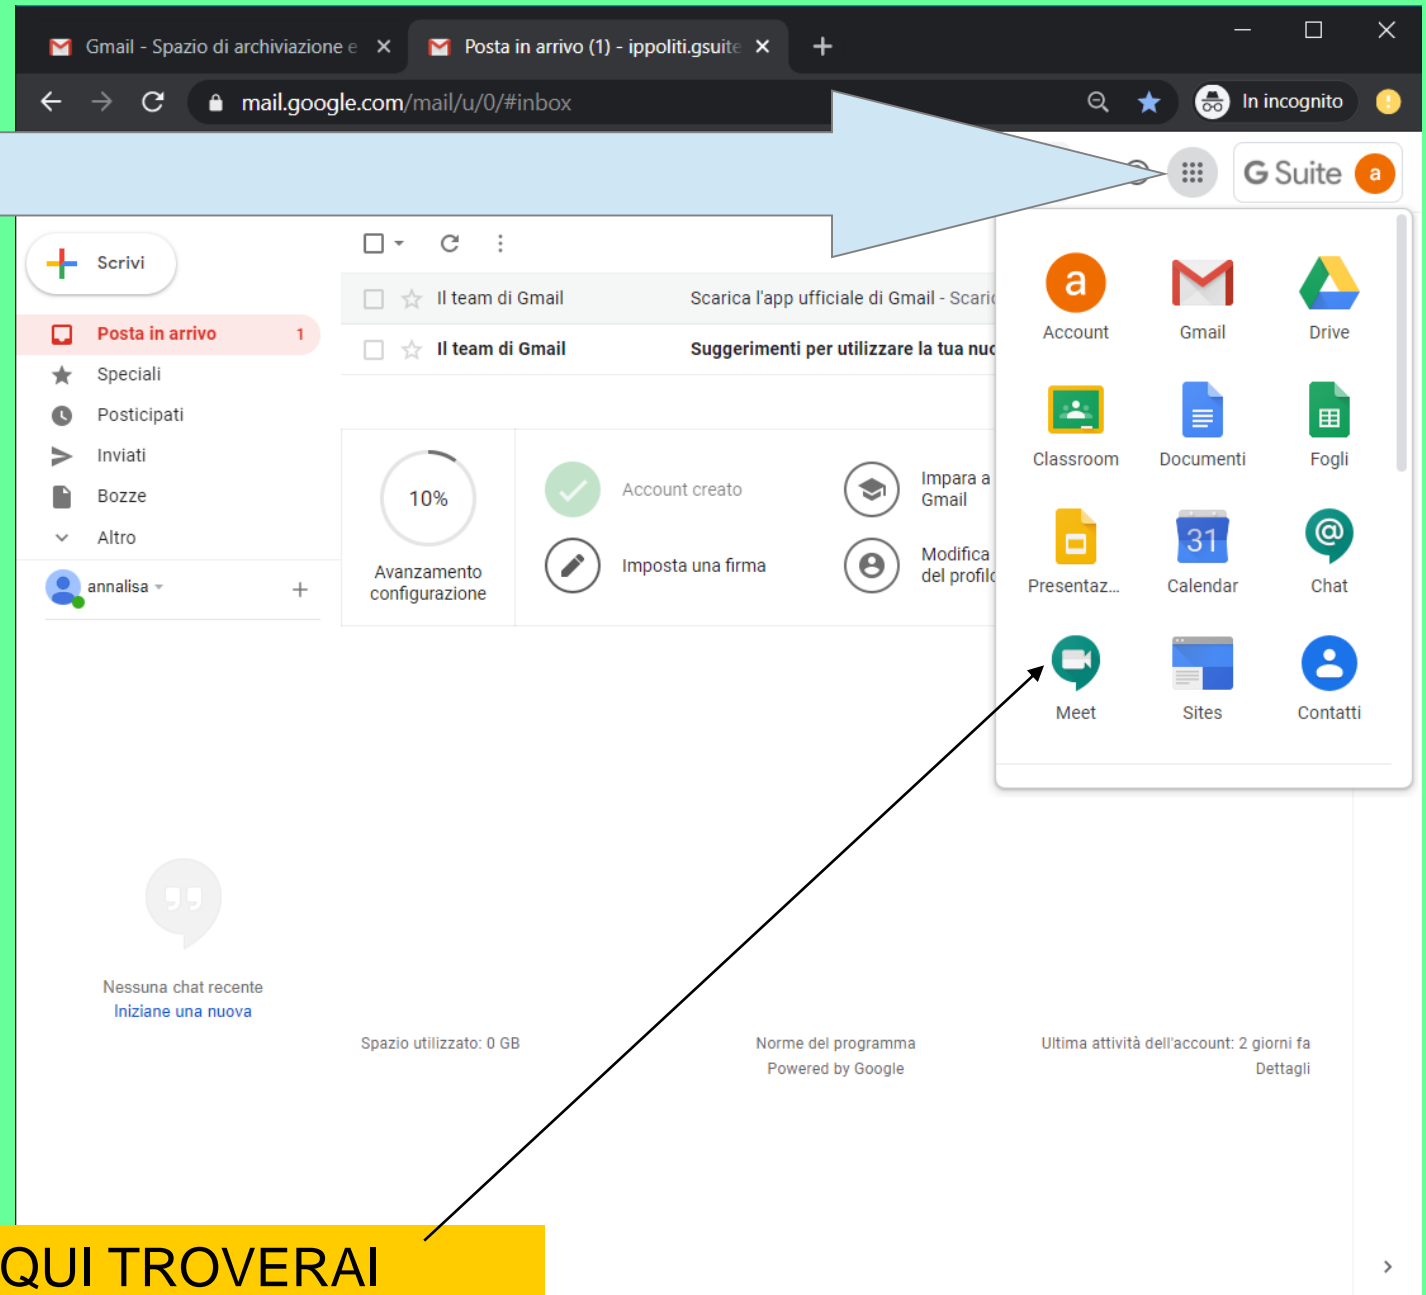 Gmail - Spazio di archiviazione e
Posta in arrivo (1) - ippoliti.gsuite
mail.google.com/mail/u/0/#inbox
In incognito
G Suite a
Scrivi
Posta in arrivo 1
Speciali
Posticipati
Inviati
Bozze
Altro
annalisa
Nessuna chat recente
Iniziane una nuova
Il team di Gmail Scarica l'app ufficiale di Gmail - Scaric
Il team di Gmail Suggerimenti per utilizzare la tua nuo
10%
Avanzamento
configurazione
Account creato
Imposta una firma
Impara a
Gmail
Modifica
del profilo
a
Account Gmail Drive
Classroom Documenti Fogli
31
Presentaz... Calendar Chat
Meet Sites Contatti
Spazio utilizzato: 0 GB
Norme del programma
Powered by Google
Ultima attività dell'account: 2 giorni fa
Dettagli
QUI TROVERAI